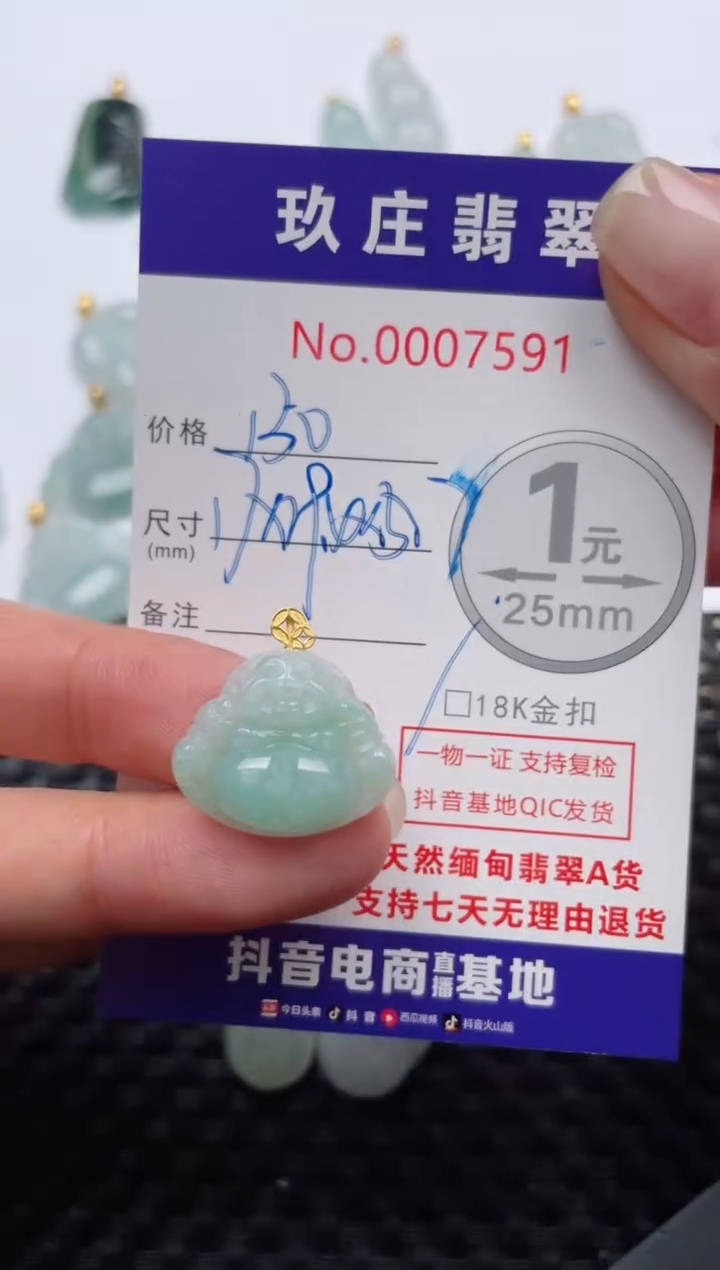 玖庄翡翠
No.0007591
价格 150
尺寸
(mm)
备注
1元
25mm
□18K金扣
一物一证 支持复检
抖音基地QIC发货
天然缅甸翡翠A货
支持七天无理由退货
抖音电商直播基地
今日头条 抖音 西瓜视频 抖音火山版